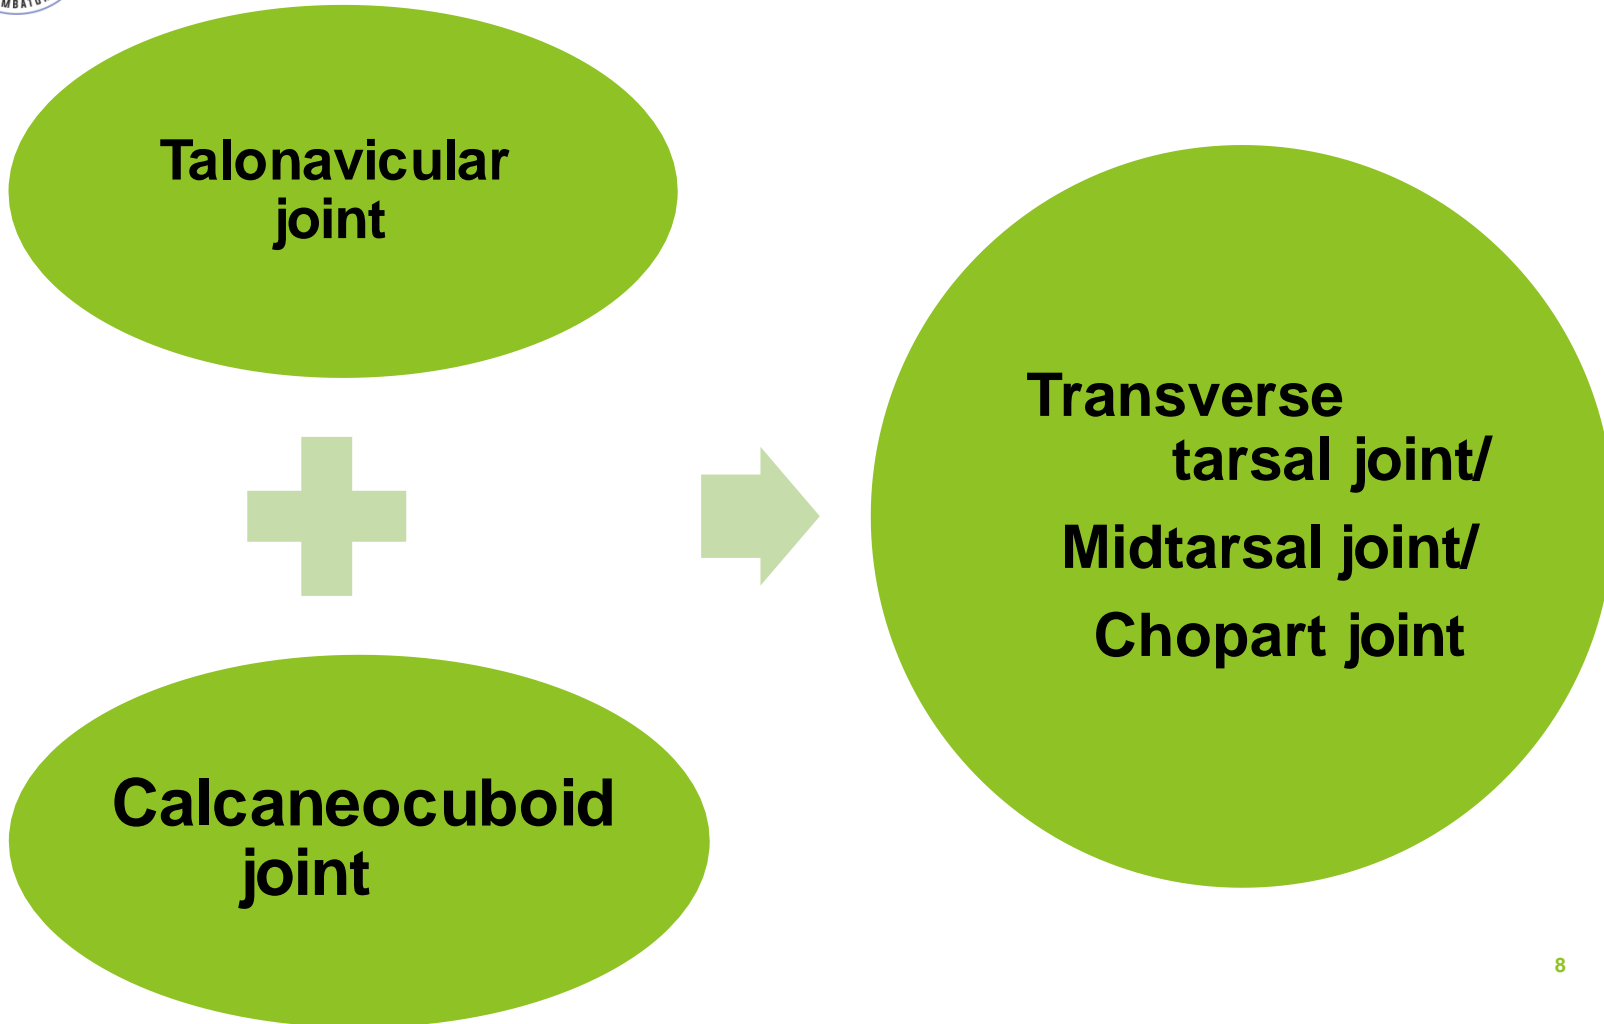 Talonavicular
joint
Calcaneocuboid
joint
Transverse
tarsal joint/
Midtarsal joint/
Chopart joint
8